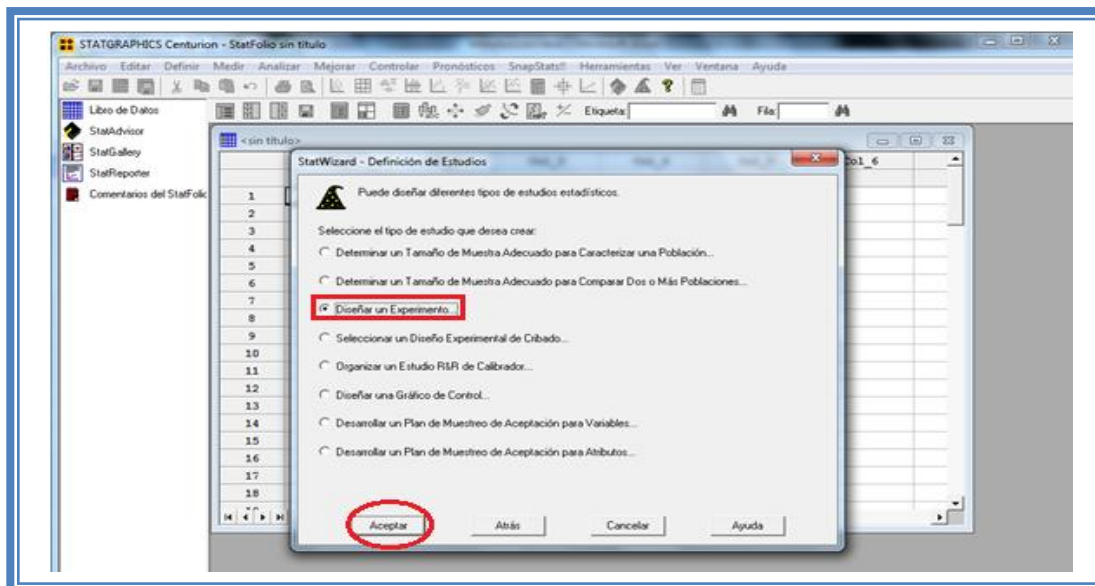 STATGRAPHICS Centurion - StatFolio sin título
Archivo Editar Definir Medir Analizar Mejorar Controlar Pronósticos SnapStats!! Herramientas Ver Ventana Ayuda
Etiqueta: Fila:
Libro de Datos
StatAdvisor
StatGallery
StatReporter
Comentarios del StatFolio
<sin título>
Col_6
StatWizard - Definición de Estudios
Puede diseñar diferentes tipos de estudios estadísticos.
Seleccione el tipo de estudio que desea crear:
Determinar un Tamaño de Muestra Adecuado para Caracterizar una Población...
Determinar un Tamaño de Muestra Adecuado para Comparar Dos o Más Poblaciones...
Diseñar un Experimento...
Seleccionar un Diseño Experimental de Cribado...
Organizar un Estudio R&R de Calibrador...
Diseñar una Gráfico de Control...
Desarrollar un Plan de Muestreo de Aceptación para Variables...
Desarrollar un Plan de Muestreo de Aceptación para Atributos...
Aceptar Atrás Cancelar Ayuda
1
2
3
4
5
6
7
8
9
10
11
12
13
14
15
16
17
18